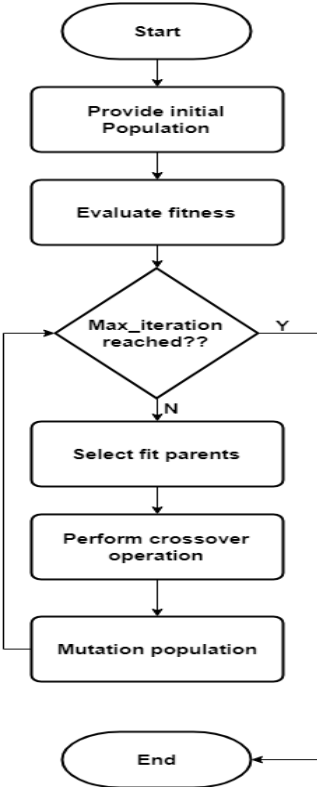 Start
Provide initial
Population
Evaluate fitness
Max_iteration
reached??
Y
N
Select fit parents
Perform crossover
operation
Mutation population
End